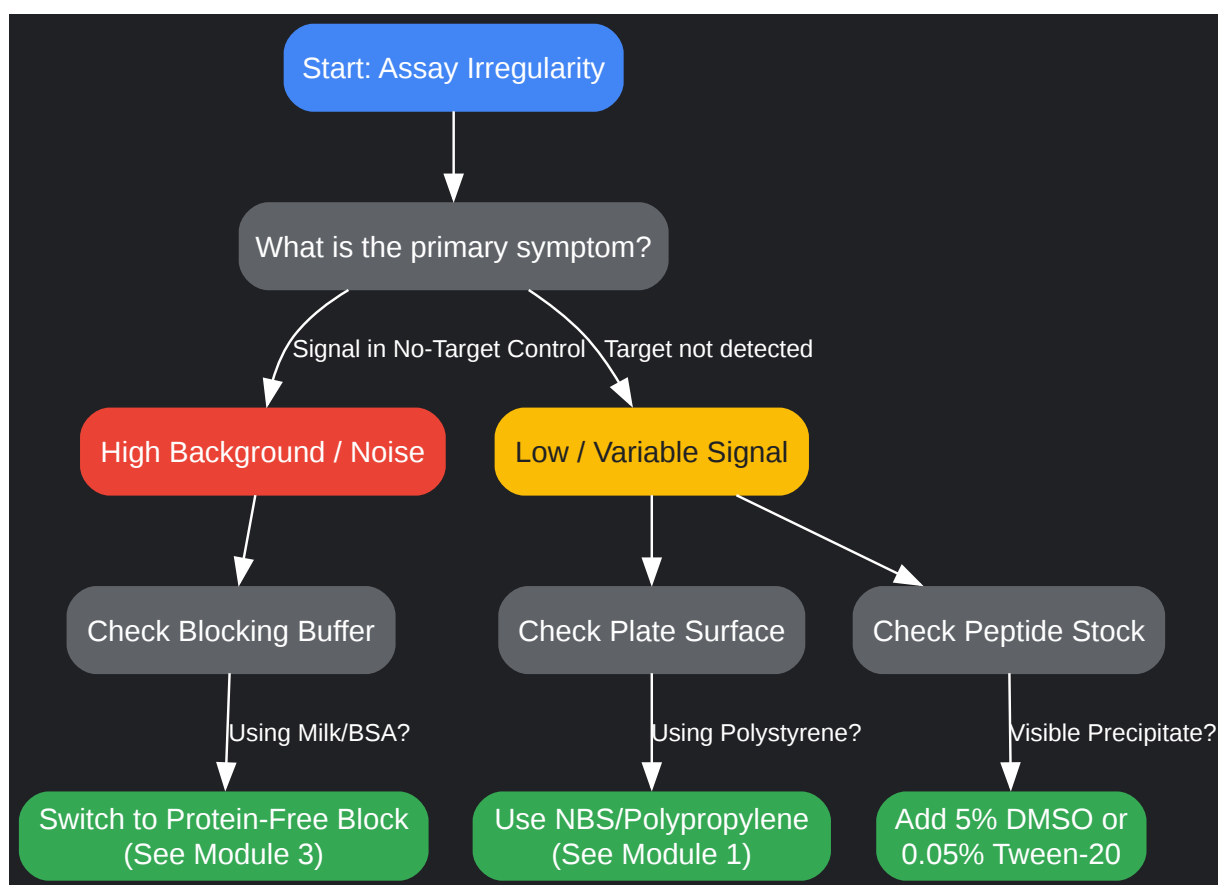 Start: Assay Irregularity
What is the primary symptom?
Signal in No-Target Control
Target not detected
High Background / Noise
Low / Variable Signal
Check Blocking Buffer
Check Plate Surface
Check Peptide Stock
Using Milk/BSA?
Using Polystyrene?
Visible Precipitate?
Switch to Protein-Free Block
(See Module 3)
Use NBS/Polypropylene
(See Module 1)
Add 5% DMSO or
0.05% Tween-20